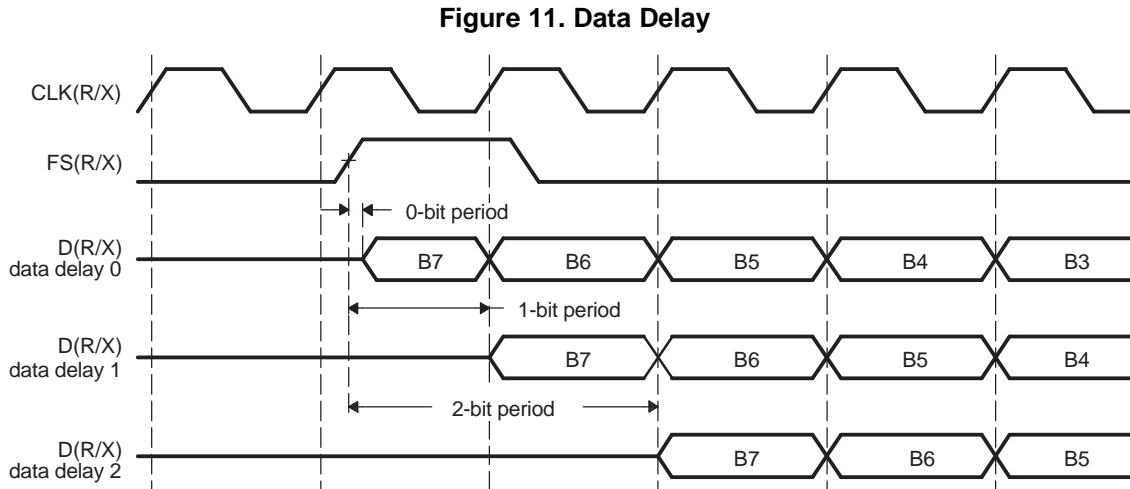 Figure 11. Data Delay
CLK(R/X)
FS(R/X)
0-bit period
D(R/X)
data delay 0
B7 B6 B5 B4 B3
1-bit period
D(R/X)
data delay 1
B7 B6 B5 B4
2-bit period
D(R/X)
data delay 2
B7 B6 B5